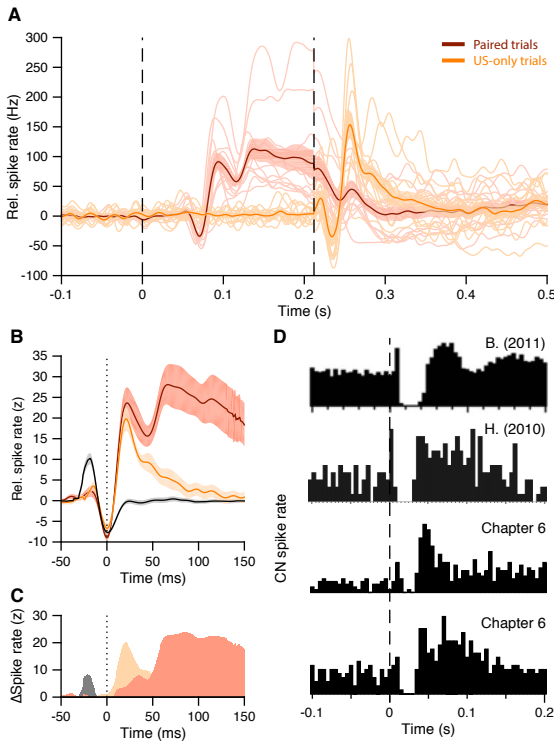 A
Rel. spike rate (Hz)
300
250
200
150
100
50
0
-50
-100
Paired trials
US-only trials
-0.1 0 0.1 0.2 0.3 0.4 0.5
Time (s)
B
Rel. spike rate (z)
35
30
25
20
15
10
5
0
-5
-10
-50 0 50 100 150
Time (ms)
C
ΔSpike rate (z)
30
20
10
0
-50 0 50 100 150
Time (ms)
D
CN spike rate
B. (2011)
H. (2010)
Chapter 6
Chapter 6
-0.1 0 0.1 0.2
Time (s)